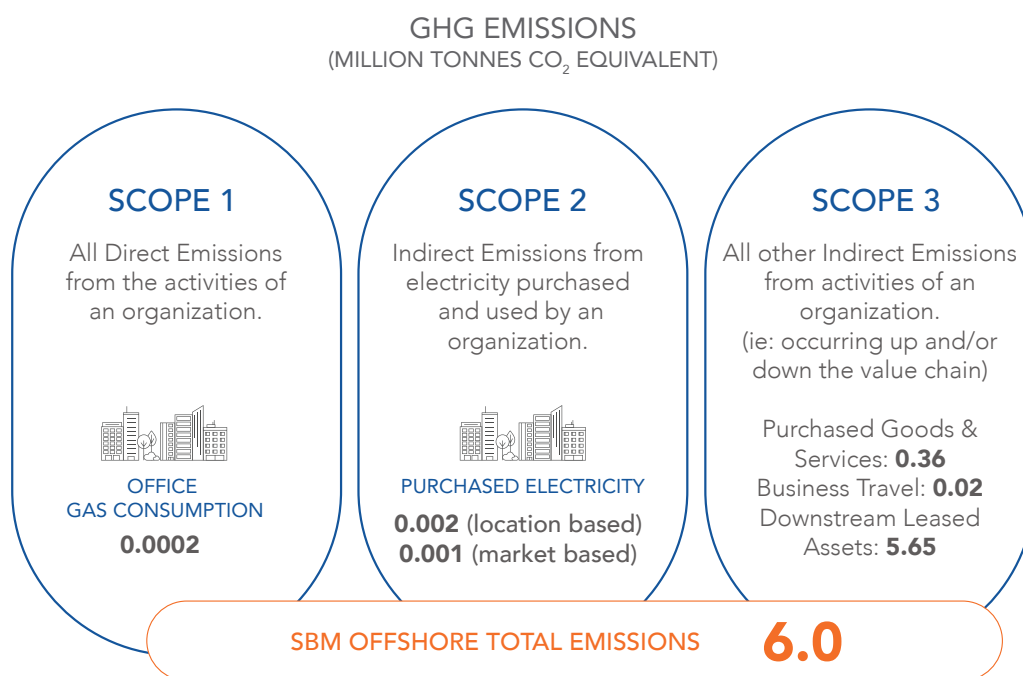 GHG EMISSIONS
(MILLION TONNES CO₂ EQUIVALENT)
SCOPE 1
All Direct Emissions
from the activities of
an organization.
OFFICE
GAS CONSUMPTION
0.0002
SCOPE 2
Indirect Emissions from
electricity purchased
and used by an
organization.
PURCHASED ELECTRICITY
0.002 (location based)
0.001 (market based)
SCOPE 3
All other Indirect Emissions
from activities of an
organization.
(ie: occurring up and/or
down the value chain)
Purchased Goods &
Services: 0.36
Business Travel: 0.02
Downstream Leased
Assets: 5.65
SBM OFFSHORE TOTAL EMISSIONS 6.0